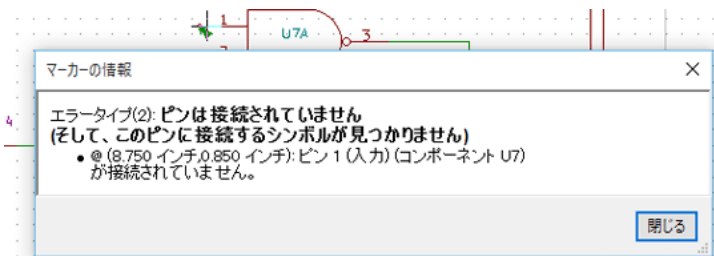 1
U7A
3
マーカーの情報
4
エラータイプ(2): ピンは接続されていません
(そして、このピンに接続するシンボルが見つかりません)
• @ (8.750 インチ,0.850 インチ): ピン 1 (入力) (コンポーネント U7)
が接続されていません。
閉じる